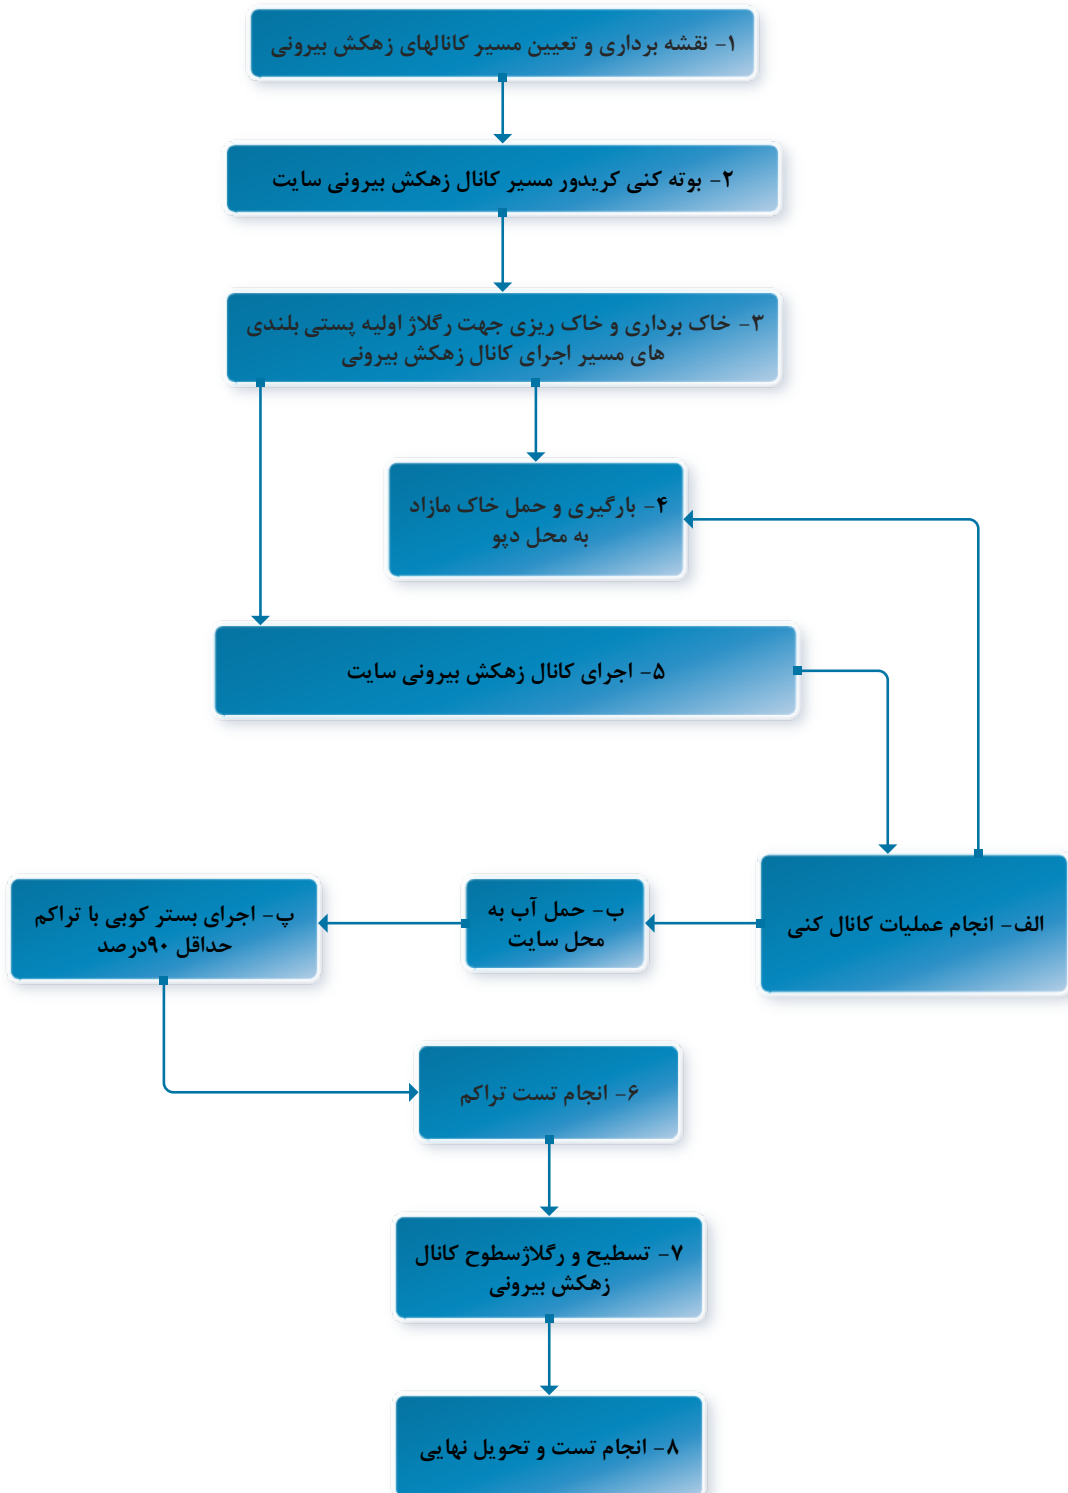 ۱- نقشه برداری و تعیین مسیر کانالهای زهکش بیرونی
۲- بوته کنی کریدور مسیر کانال زهکش بیرونی سایت
۳- خاک برداری و خاک ریزی جهت رگلاژ اولیه پستی بلندی
های مسیر اجرای کانال زهکش بیرونی
۴- بارگیری و حمل خاک مازاد
به محل دپو
۵- اجرای کانال زهکش بیرونی سایت
الف- انجام عملیات کانال کنی
ب- حمل آب به
محل سایت
پ- اجرای بستر کوبی با تراکم
حداقل ۹۰درصد
۶- انجام تست تراکم
۷- تسطیح و رگلاژسطوح کانال
زهکش بیرونی
۸- انجام تست و تحویل نهایی